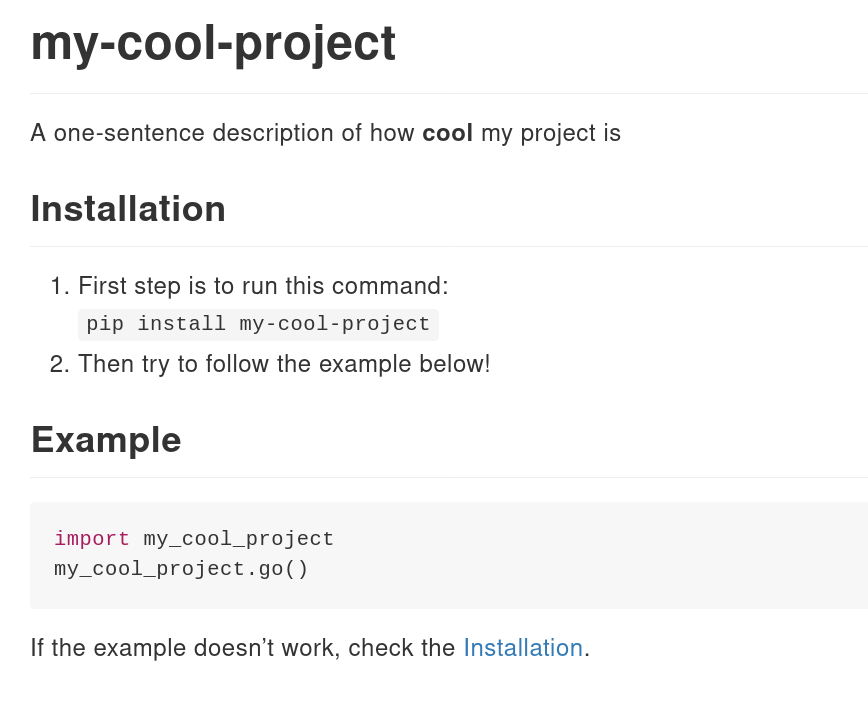 my-cool-project
A one-sentence description of how cool my project is
Installation
1. First step is to run this command:
pip install my-cool-project
2. Then try to follow the example below!
Example
import my_cool_project
my_cool_project.go()
If the example doesn’t work, check the Installation.